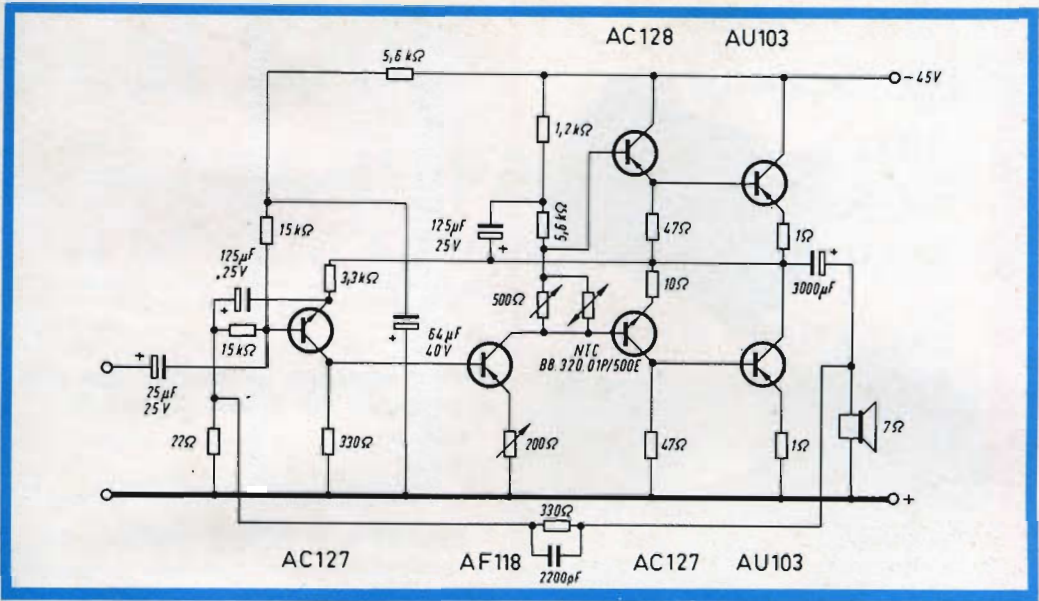 AC128 AU103
5,6 kΩ
~ 45V
1,2 kΩ
125µF
25V
5,6 kΩ
47Ω
1Ω
15 kΩ
125µF
25V
+
+
3,3 kΩ
500Ω
10Ω
+
3000µF
+
15 kΩ
64µF
40V
+
NTC
B8.320.01P/500E
+
25µF
25V
22Ω
330Ω
200Ω
47Ω
1Ω
7Ω
+
330Ω
2200pF
AC127 AF118 AC127 AU103